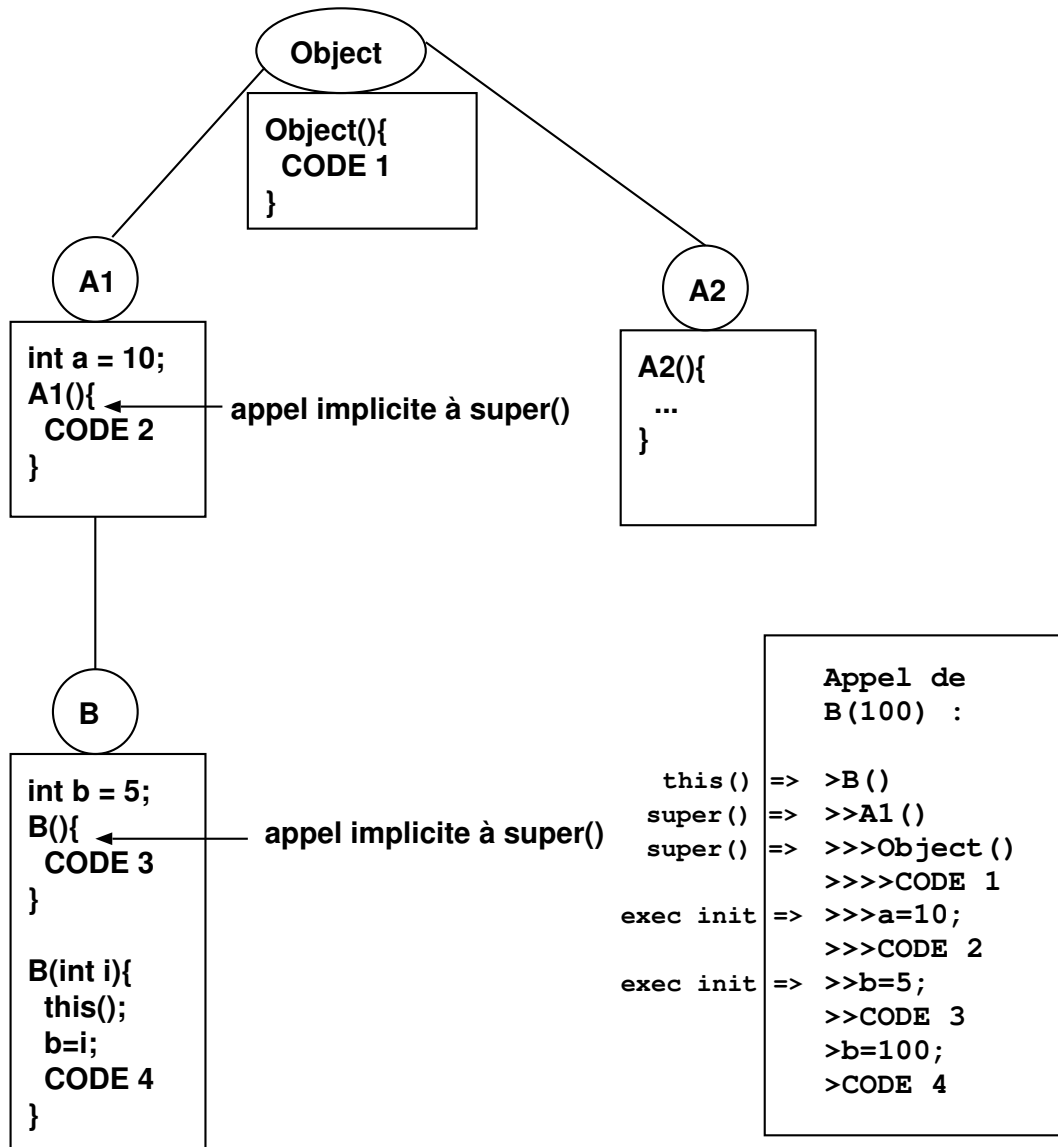 Object
Object(){
CODE 1
}
A1
int a = 10;
A1(){
CODE 2
}
appel implicite à super()
A2
A2(){
...
}
B
int b = 5;
B(){
CODE 3
}
B(int i){
this();
b=i;
CODE 4
}
appel implicite à super()
Appel de
B(100) :
this() => >B()
super() => >>A1()
super() => >>>Object()
>>>>CODE 1
exec init => >>>a=10;
>>>CODE 2
exec init => >>b=5;
>>CODE 3
>b=100;
>CODE 4